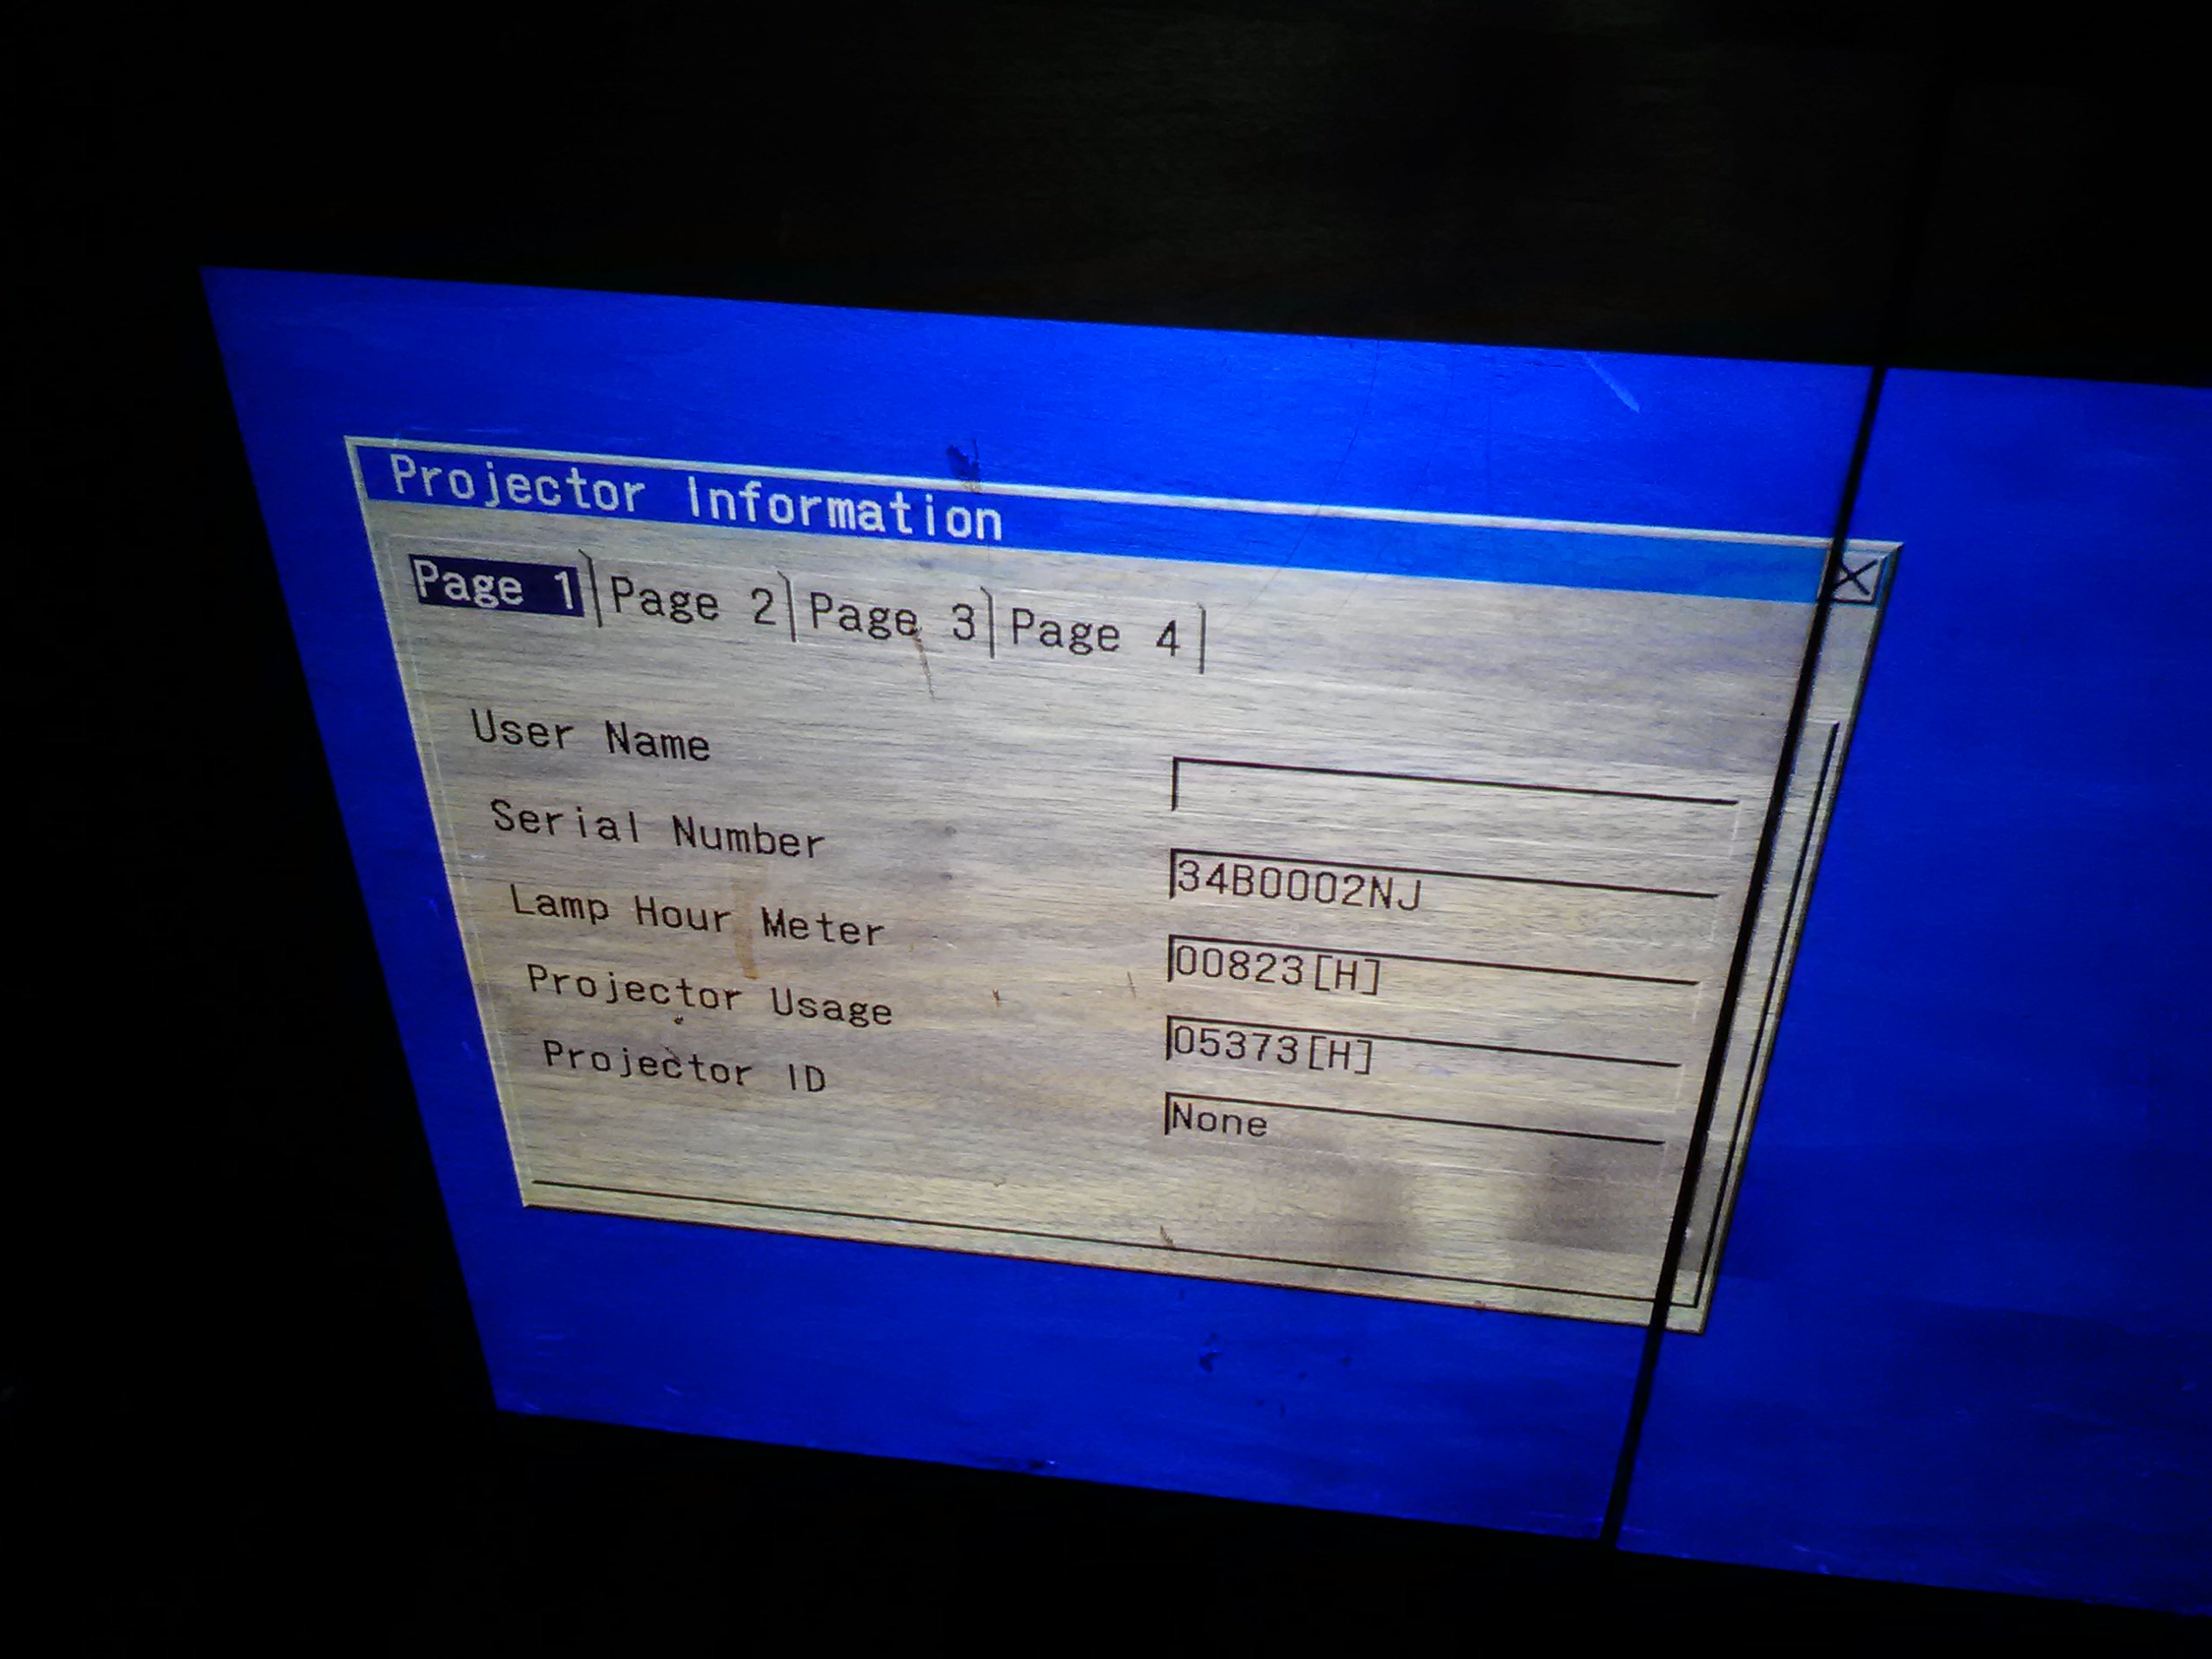 Projector Information
Page 1 Page 2 Page 3 Page 4
User Name
Serial Number 34B0002NJ
Lamp Hour Meter 00823[H]
Projector Usage 05373[H]
Projector ID None